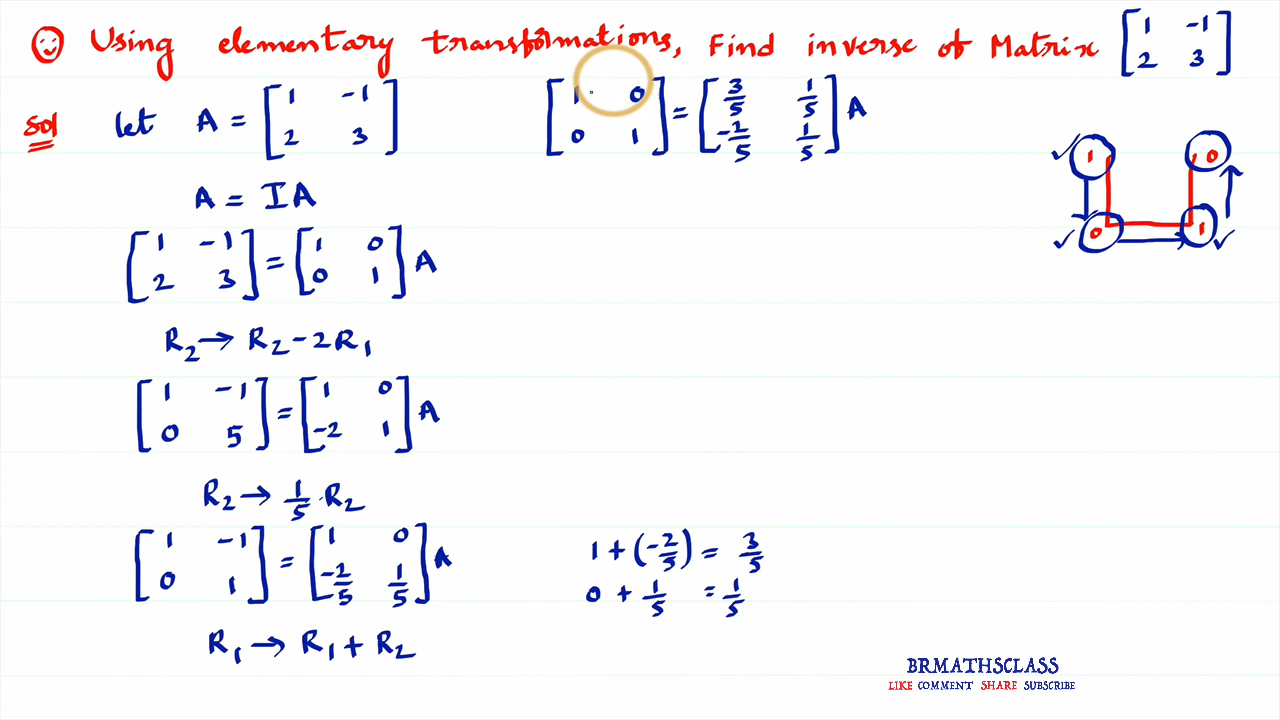 Using elementary transformations, Find inverse of Matrix [1 -1
2 3]
Sol let A = [1 -1
2 3]
A = IA
[1 -1
2 3] = [1 0
0 1] A
R₂ → R₂ - 2R₁
[1 -1
0 5] = [1 0
-2 1] A
R₂ → 1/5 · R₂
[1 -1
0 1] = [1 0
-2/5 1/5] A
R₁ → R₁ + R₂
[1 0
0 1] = [3/5 1/5
-2/5 1/5] A
1 + (-2/5) = 3/5
0 + 1/5 = 1/5
✓ 1 0
✓ 0 1 ✓
BRMATHSCLASS
LIKE COMMENT SHARE SUBSCRIBE